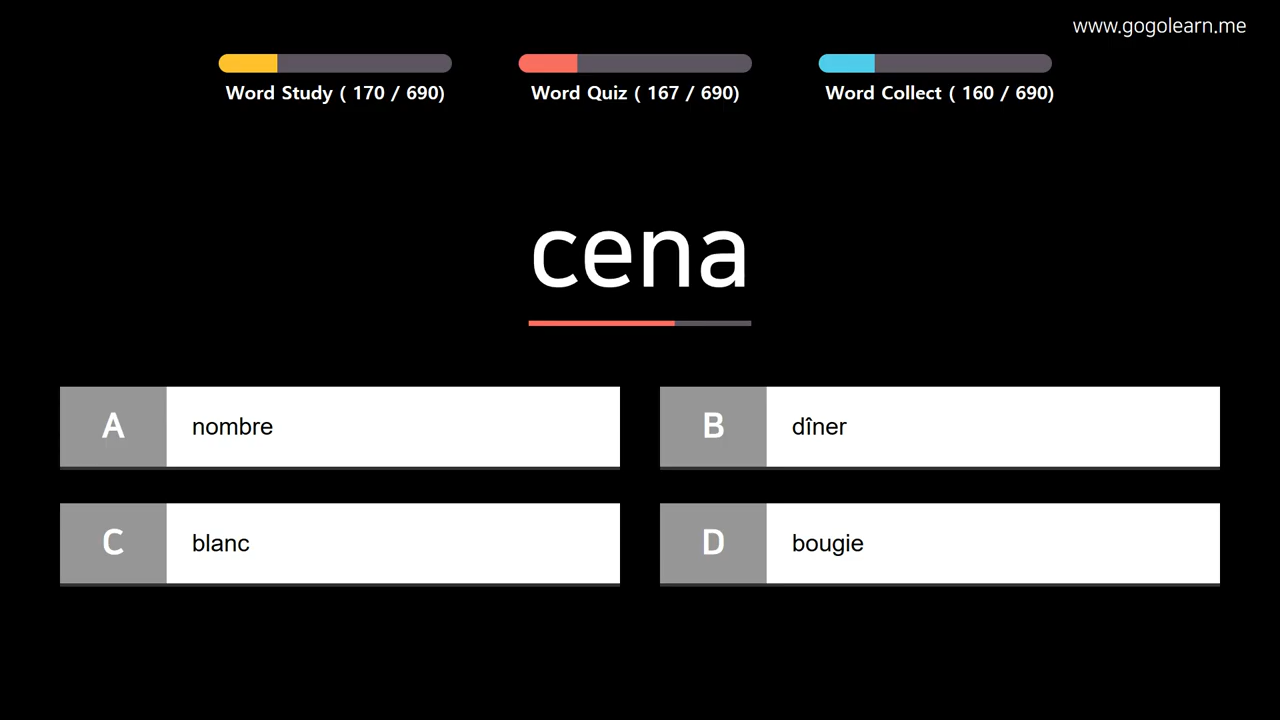 www.gogolearn.me
Word Study ( 170 / 690)
Word Quiz ( 167 / 690)
Word Collect ( 160 / 690)
cena
A nombre
B dîner
C blanc
D bougie